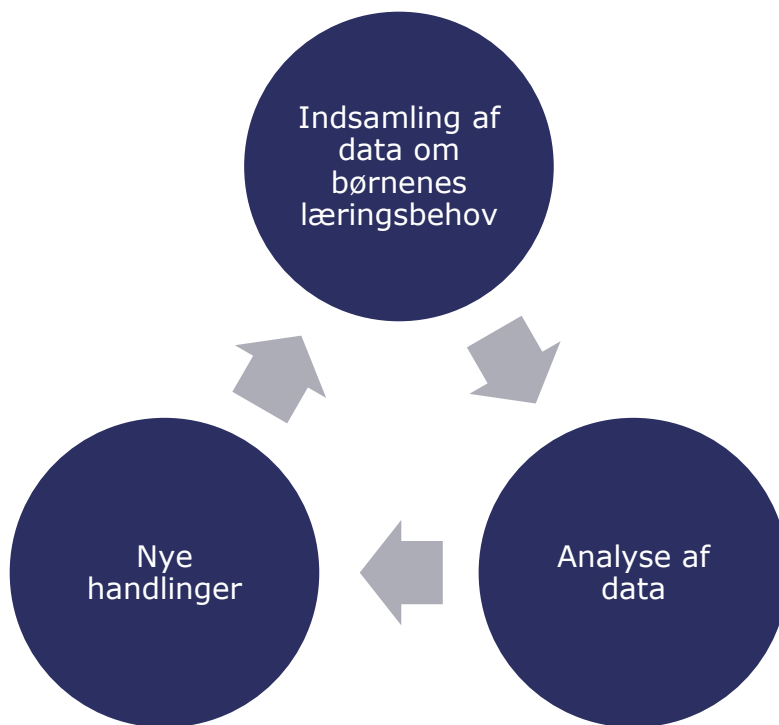 Indsamling af
data om
børnenes
læringsbehov
Analyse af
data
Nye
handlinger